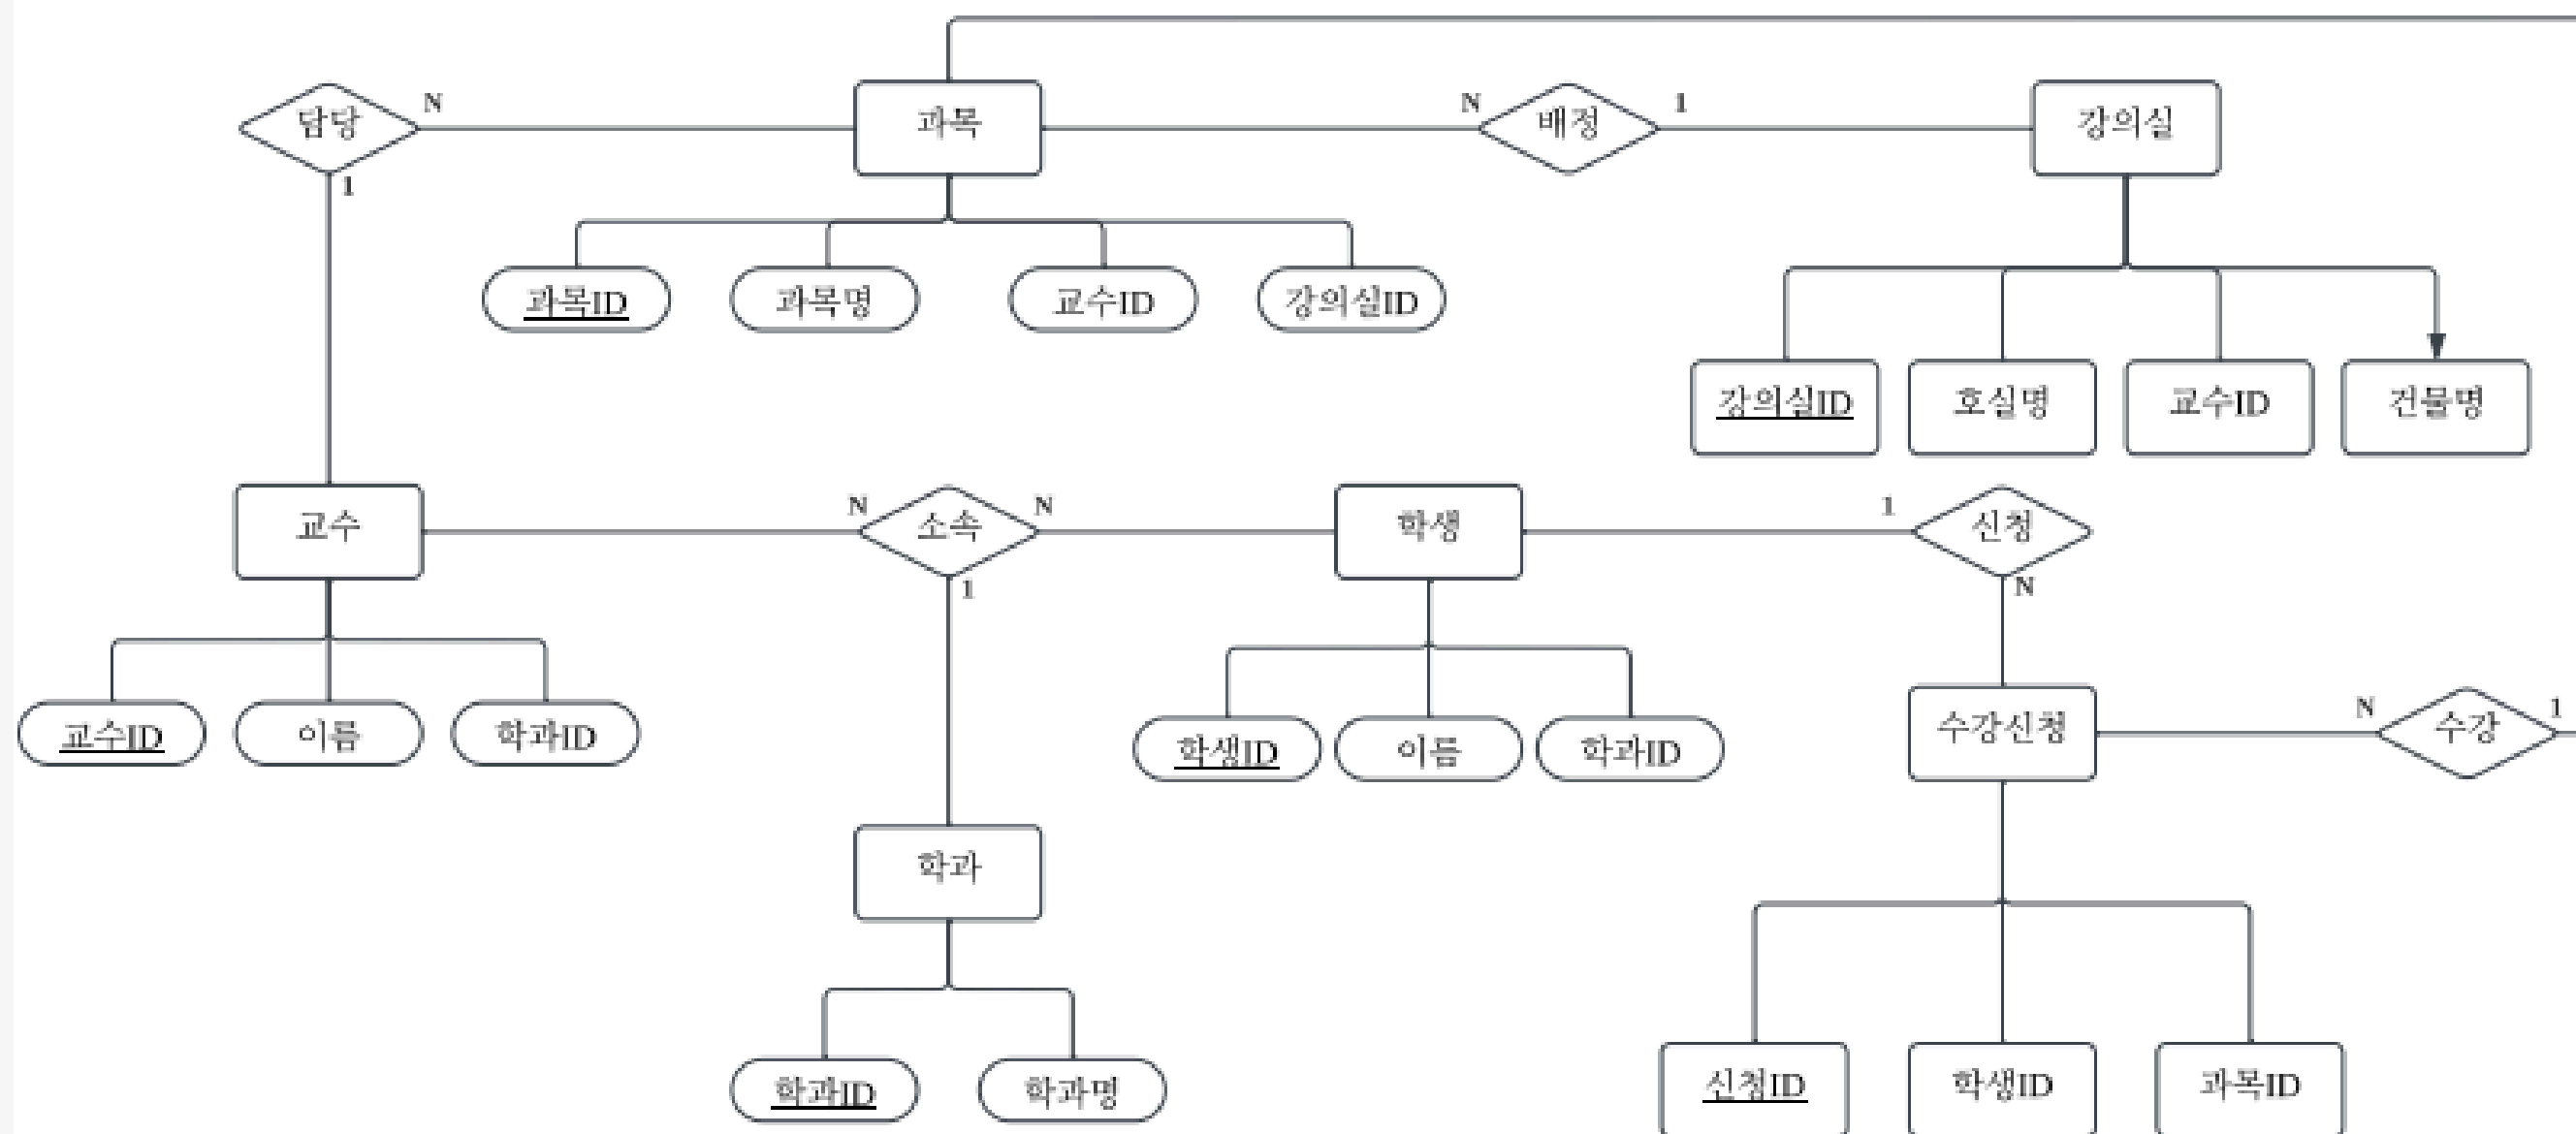 담당
N
과목
N
배정
1
강의실
1
과목ID
과목명
교수ID
강의실ID
강의실ID
호실명
교수ID
건물명
교수
N
소속
N
학생
1
신청
1
N
교수ID
이름
학과ID
학생ID
이름
학과ID
수강신청
N
수강
1
학과
학과ID
학과명
신청ID
학생ID
과목ID